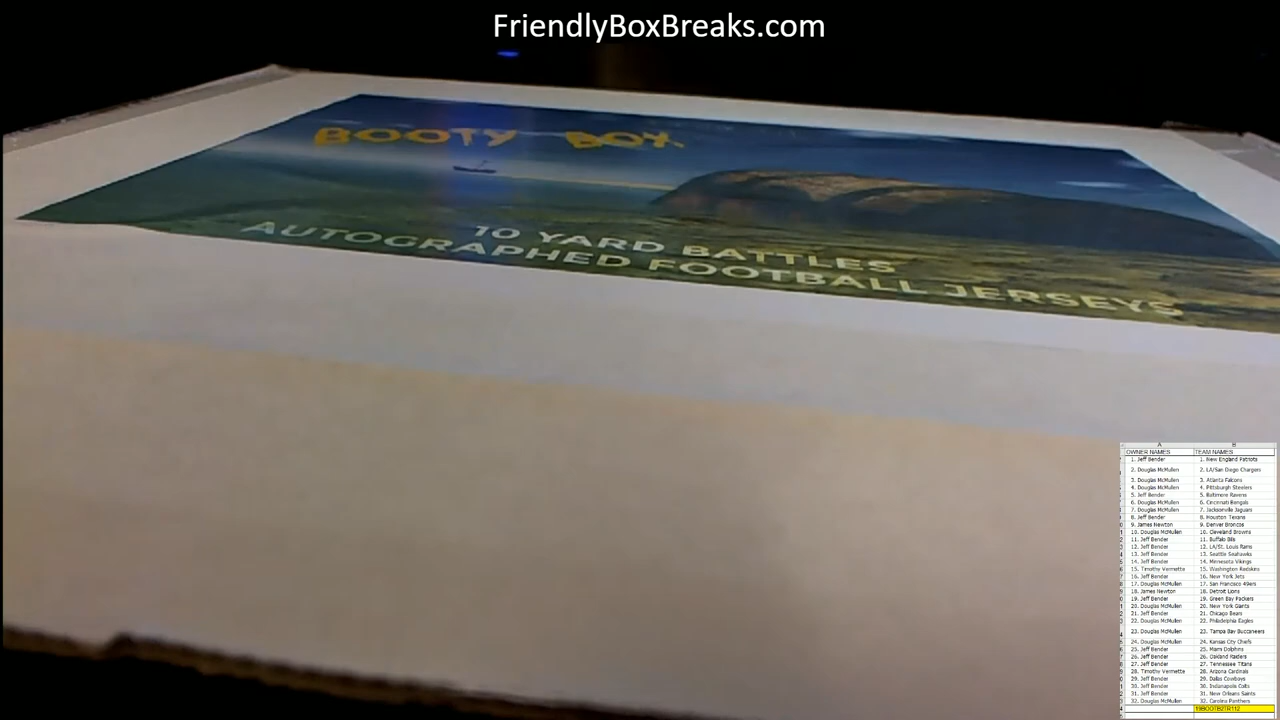 FriendlyBoxBreaks.com
BOOTY BOX
10 YARD BATTLES
AUTOGRAPHED FOOTBALL JERSEYS
A B
OWNER NAMES TEAM NAMES
1. Jeff Bender 1. New England Patriots
2. Douglas McMullen 2. LA/San Diego Chargers
3. Douglas McMullen 3. Atlanta Falcons
4. Douglas McMullen 4. Pittsburgh Steelers
5. Jeff Bender 5. Baltimore Ravens
6. Douglas McMullen 6. Cincinnati Bengals
7. Douglas McMullen 7. Jacksonville Jaguars
8. Jeff Bender 8. Houston Texans
9. James Newton 9. Denver Broncos
10. Douglas McMullen 10. Cleveland Browns
11. Jeff Bender 11. Buffalo Bills
12. Jeff Bender 12. LA/St. Louis Rams
13. Jeff Bender 13. Seattle Seahawks
14. Jeff Bender 14. Minnesota Vikings
15. Timothy Vermette 15. Washington Redskins
16. Jeff Bender 16. New York Jets
17. Douglas McMullen 17. San Francisco 49ers
18. James Newton 18. Detroit Lions
19. Jeff Bender 19. Green Bay Packers
20. Douglas McMullen 20. New York Giants
21. Jeff Bender 21. Chicago Bears
22. Douglas McMullen 22. Philadelphia Eagles
23. Douglas McMullen 23. Tampa Bay Buccaneers
24. Douglas McMullen 24. Kansas City Chiefs
25. Jeff Bender 25. Miami Dolphins
26. Jeff Bender 26. Oakland Raiders
27. Jeff Bender 27. Tennessee Titans
28. Timothy Vermette 28. Arizona Cardinals
29. Jeff Bender 29. Dallas Cowboys
30. Jeff Bender 30. Indianapolis Colts
31. Jeff Bender 31. New Orleans Saints
32. Douglas McMullen 32. Carolina Panthers
19BOOTB2TR112